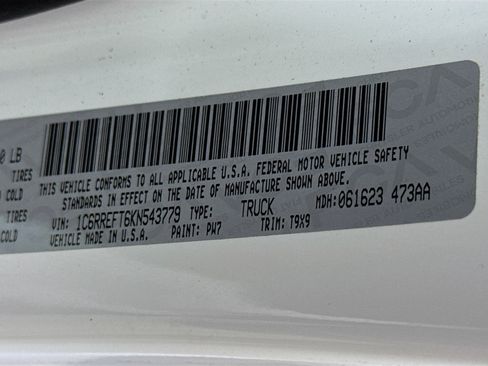 0 LB
COLD
TIRES
COLD
TIRES
COLD
THIS VEHICLE CONFORMS TO ALL APPLICABLE U.S.A. FEDERAL MOTOR VEHICLE SAFETY
STANDARDS IN EFFECT ON THE DATE OF MANUFACTURE SHOWN ABOVE.
VIN: 1C6RREFT6KN543779 TYPE: TRUCK MDH: 061623 473AA
VEHICLE MADE IN U.S.A. PAINT: PW7 TRIM: T9X9